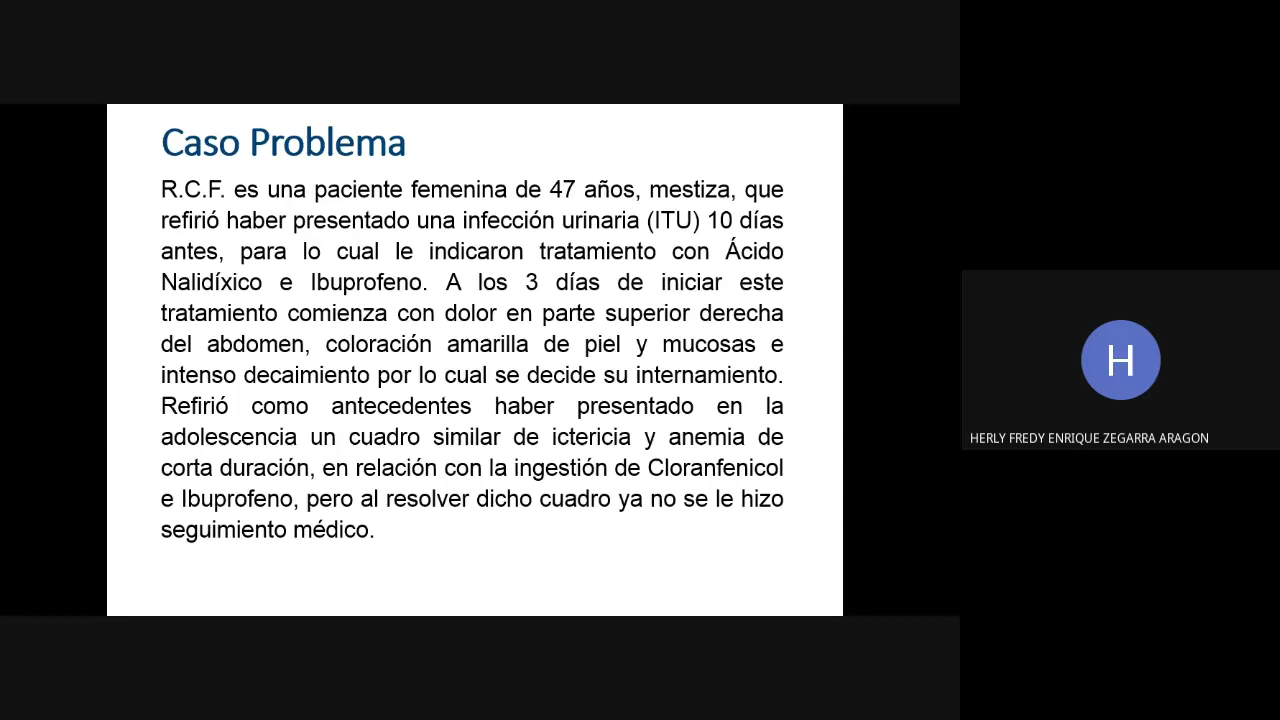 Caso Problema
R.C.F. es una paciente femenina de 47 años, mestiza, que
refirió haber presentado una infección urinaria (ITU) 10 días
antes, para lo cual le indicaron tratamiento con Ácido
Nalidíxico e Ibuprofeno. A los 3 días de iniciar este
tratamiento comienza con dolor en parte superior derecha
del abdomen, coloración amarilla de piel y mucosas e
intenso decaimiento por lo cual se decide su internamiento.
Refirió como antecedentes haber presentado en la
adolescencia un cuadro similar de ictericia y anemia de
corta duración, en relación con la ingestión de Cloranfenicol
e Ibuprofeno, pero al resolver dicho cuadro ya no se le hizo
seguimiento médico.
H
HERLY FREDY ENRIQUE ZEGARRA ARAGON